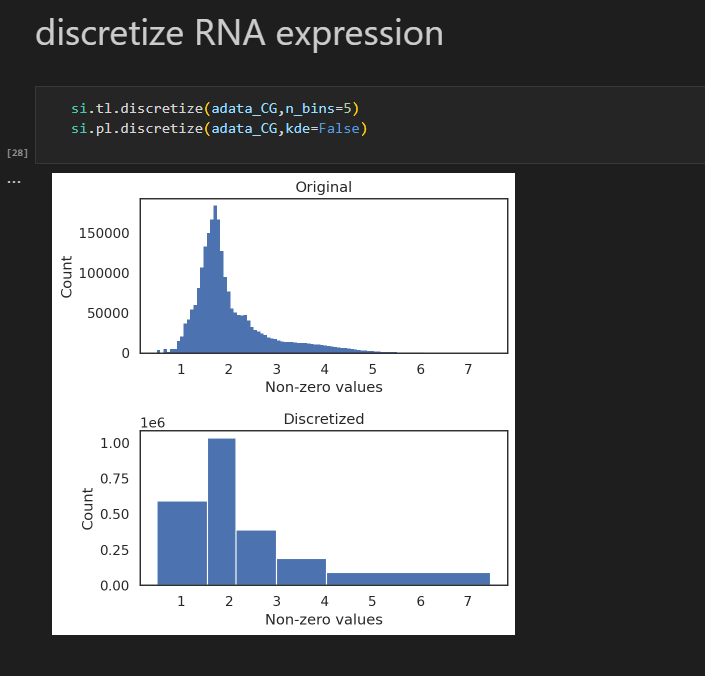 discretize RNA expression
si.tl.discretize(adata_CG,n_bins=5)
si.pl.discretize(adata_CG,kde=False)
[28]
...
Original
150000
100000
50000
0
Count
1 2 3 4 5 6 7
Non-zero values
Discretized
1e6
1.00
0.75
0.50
0.25
0.00
Count
1 2 3 4 5 6 7
Non-zero values